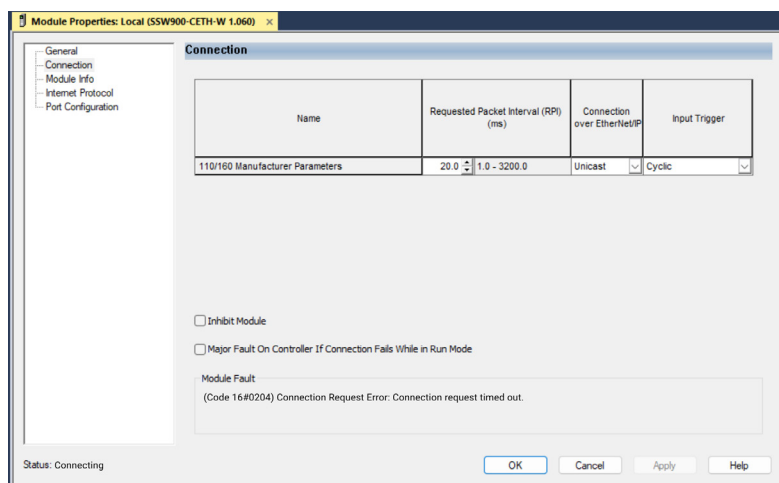 Module Properties: Local (SSW900-CETH-W 1.060) ×
General
Connection
Module Info
Internet Protocol
Port Configuration
Connection
Name
Requested Packet Interval (RPI)
(ms)
Connection
over EtherNet/IP
Input Trigger
110/160 Manufacturer Parameters
20.0
1.0 - 3200.0
Unicast
Cyclic
Inhibit Module
Major Fault On Controller If Connection Fails While in Run Mode
Module Fault
(Code 16#0204) Connection Request Error: Connection request timed out.
Status: Connecting
OK
Cancel
Apply
Help